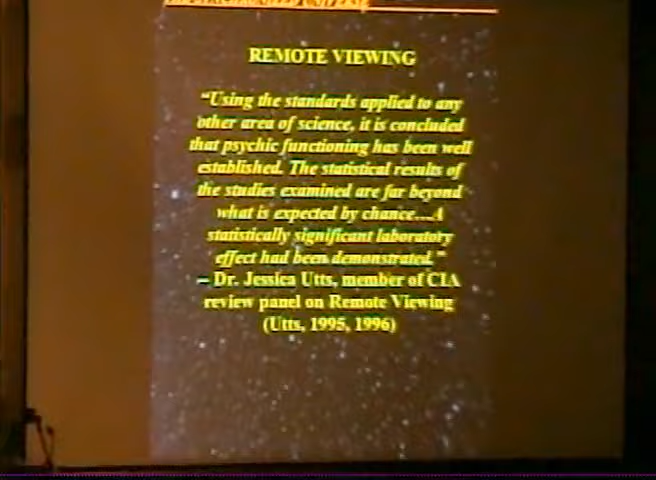 REMOTE VIEWING
“Using the standards applied to any
other area of science, it is concluded
that psychic functioning has been well
established. The statistical results of
the studies examined are far beyond
what is expected by chance....A
statistically significant laboratory
effect had been demonstrated.”
– Dr. Jessica Utts, member of CIA
review panel on Remote Viewing
(Utts, 1995, 1996)